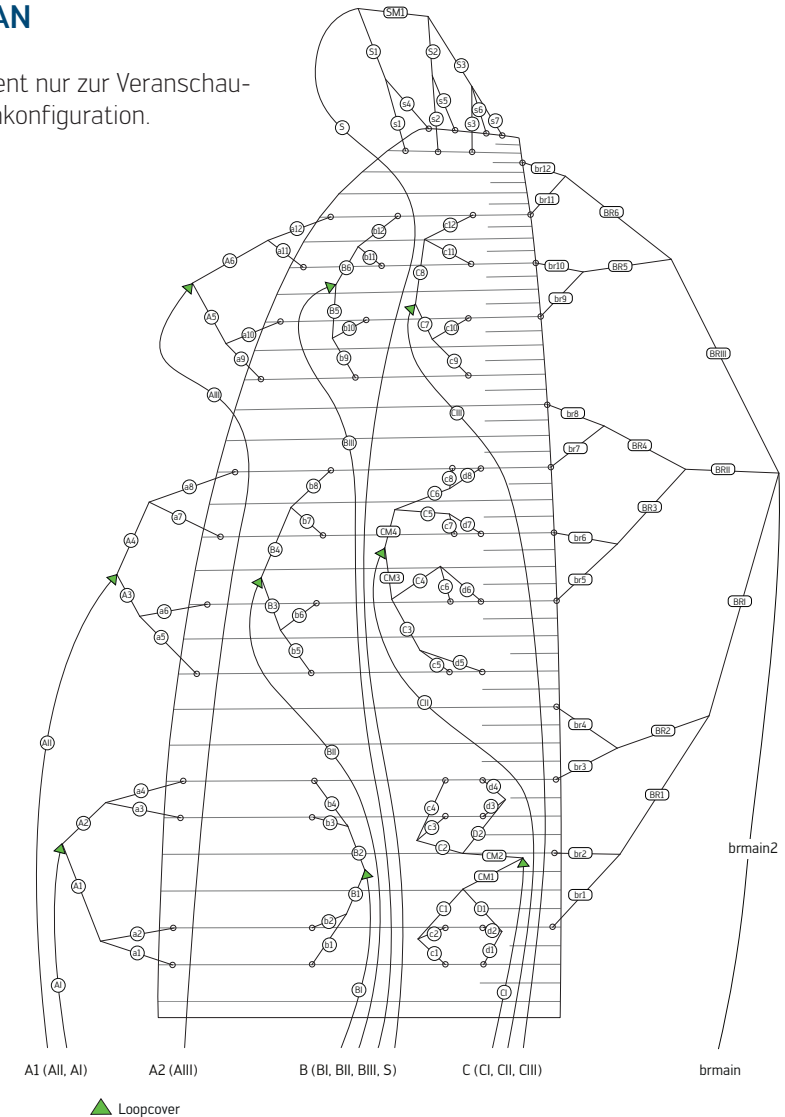 AN
ent nur zur Veranschau-
nkonfiguration.
SM1
S1 S2 S3
s4 s5 s6
S s1 s2 s3 s7
br12
br11 BR6
a12 b12 c12
a11 b11 c11
A6 B6 C8 br10 BR5
br9
A5 B5 C7
a10 b10 c10
a9 b9 c9
BRIII
AIII CIII br8
BIII br7 BR4
BRII
a8 b8 c8 d8
C6
a7 b7 C5 c7 d7 BR3
A4 B4 CM4 br6
CM3 C4 c6 d6 br5
A3 B3
a6 b6 BRI
a5 b5 C3 c5 d5
CII
AII BII br4 BR2
br3
a4 b4 d4
a3 b3 c4 d3 BR1
A2 c3 D2
B2 C2 CM2 br2 brmain2
A1 B1 CM1
br1
C1 D1
a2 b2 c2 d2
a1 b1 c1 d1
AI BI CI
A1 (AII, AI) A2 (AIII) B (BI, BII, BIII, S) C (CI, CII, CIII) brmain
Loopcover